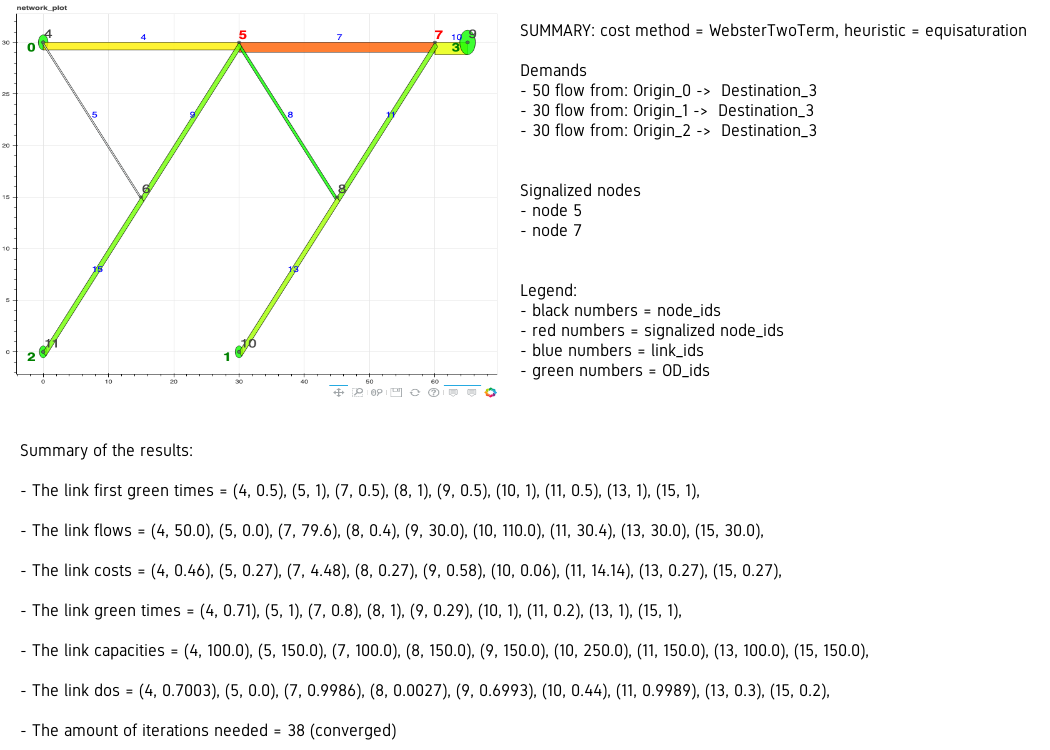 network_plot
SUMMARY: cost method = WebsterTwoTerm, heuristic = equisaturation
Demands
- 50 flow from: Origin_0 -> Destination_3
- 30 flow from: Origin_1 -> Destination_3
- 30 flow from: Origin_2 -> Destination_3
Signalized nodes
- node 5
- node 7
Legend:
- black numbers = node_ids
- red numbers = signalized node_ids
- blue numbers = link_ids
- green numbers = OD_ids
4 4 5 7 7 10 9
30 0 3
25
5 9 8 11
20
6 8
15
10
15 13
5
11 10
0 2 1
0 10 20 30 40 50 60
Summary of the results:
- The link first green times = (4, 0.5), (5, 1), (7, 0.5), (8, 1), (9, 0.5), (10, 1), (11, 0.5), (13, 1), (15, 1),
- The link flows = (4, 50.0), (5, 0.0), (7, 79.6), (8, 0.4), (9, 30.0), (10, 110.0), (11, 30.4), (13, 30.0), (15, 30.0),
- The link costs = (4, 0.46), (5, 0.27), (7, 4.48), (8, 0.27), (9, 0.58), (10, 0.06), (11, 14.14), (13, 0.27), (15, 0.27),
- The link green times = (4, 0.71), (5, 1), (7, 0.8), (8, 1), (9, 0.29), (10, 1), (11, 0.2), (13, 1), (15, 1),
- The link capacities = (4, 100.0), (5, 150.0), (7, 100.0), (8, 150.0), (9, 150.0), (10, 250.0), (11, 150.0), (13, 100.0), (15, 150.0),
- The link dos = (4, 0.7003), (5, 0.0), (7, 0.9986), (8, 0.0027), (9, 0.6993), (10, 0.44), (11, 0.9989), (13, 0.3), (15, 0.2),
- The amount of iterations needed = 38 (converged)